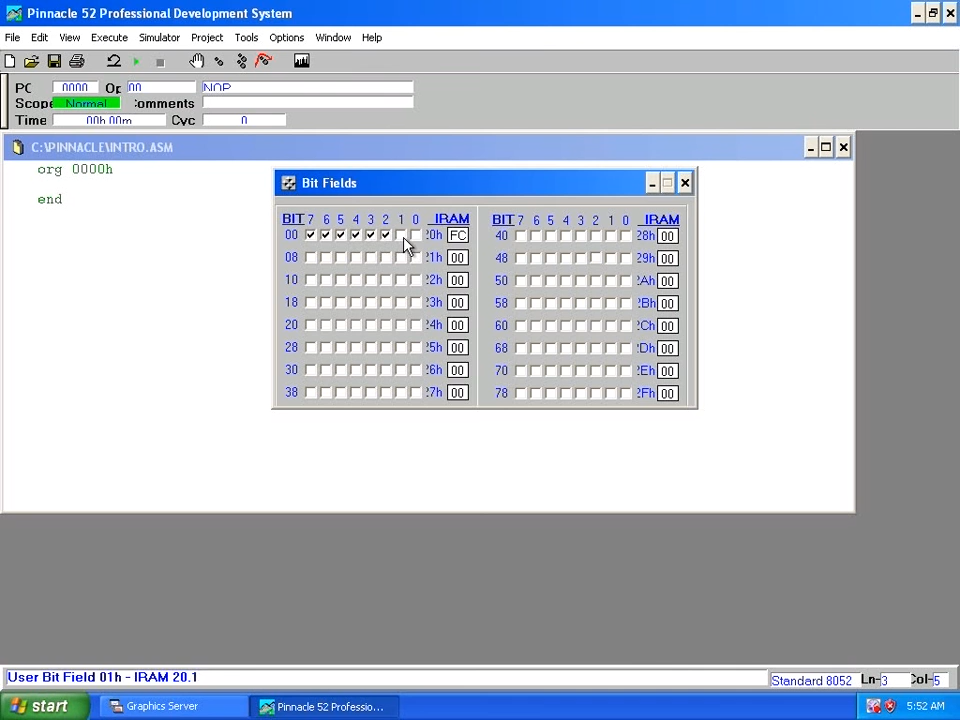 Pinnacle 52 Professional Development System
File Edit View Execute Simulator Project Tools Options Window Help
PC 0000 Op 00 NOP
Scope Normal Comments
Time 00h 00m Cyc 0
C:\PINNACLE\INTRO.ASM
org 0000h
end
Bit Fields
BIT 7 6 5 4 3 2 1 0 IRAM BIT 7 6 5 4 3 2 1 0 IRAM
00 20h FC 40 28h 00
08 21h 00 48 29h 00
10 22h 00 50 2Ah 00
18 23h 00 58 2Bh 00
20 24h 00 60 2Ch 00
28 25h 00 68 2Dh 00
30 26h 00 70 2Eh 00
38 27h 00 78 2Fh 00
User Bit Field 01h - IRAM 20.1
Standard 8052 Ln- 3 Col- 5
start Graphics Server Pinnacle 52 Professio... 5:52 AM